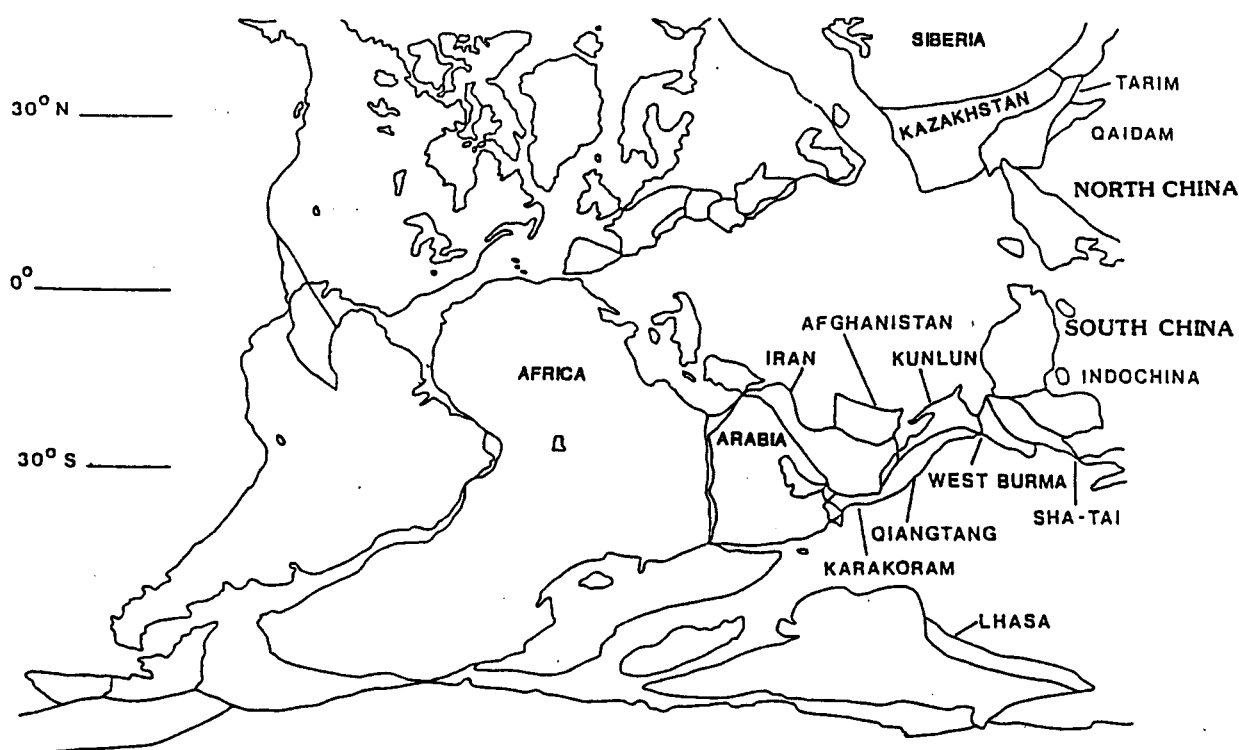 SIBERIA
TARIM
30° N
KAZAKHSTAN
QAIDAM
NORTH CHINA
0°
AFGHANISTAN
SOUTH CHINA
IRAN
KUNLUN
AFRICA
INDOCHINA
ARABIA
30° S
WEST BURMA
SHA-TAI
QIANGTANG
KARAKORAM
LHASA